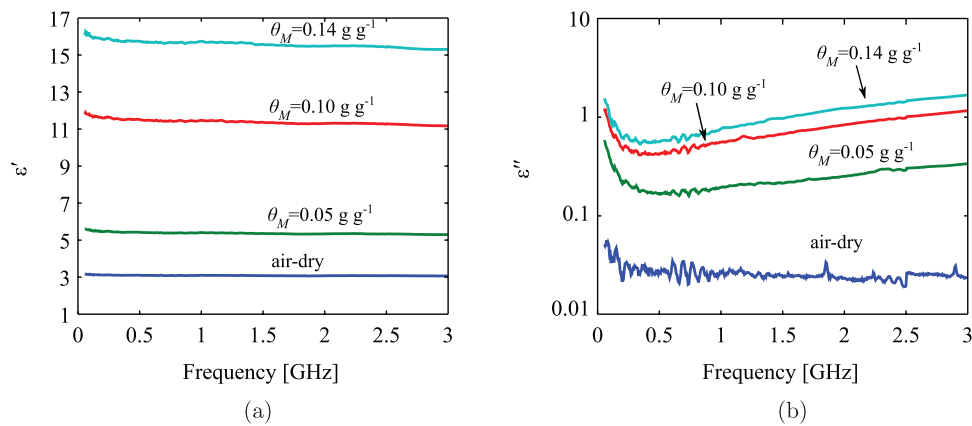 17
15
13
11
9
7
5
3
1
ε′
θM=0.14 g g-1
θM=0.10 g g-1
θM=0.05 g g-1
air-dry
0 0.5 1 1.5 2 2.5 3
Frequency [GHz]
(a)
10
1
0.1
0.01
ε′′
θM=0.14 g g-1
θM=0.10 g g-1
θM=0.05 g g-1
air-dry
0 0.5 1 1.5 2 2.5 3
Frequency [GHz]
(b)